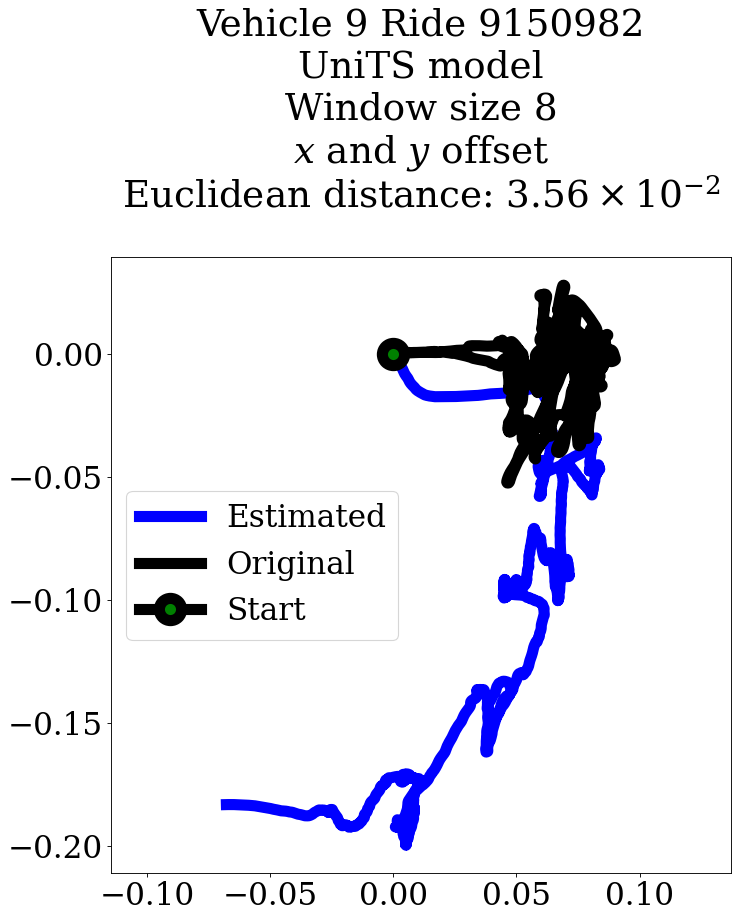 Vehicle 9 Ride 9150982
UniTS model
Window size 8
x and y offset
Euclidean distance: 3.56 × 10⁻²
0.00
−0.05
−0.10
−0.15
−0.20
Estimated
Original
Start
−0.10 −0.05 0.00 0.05 0.10